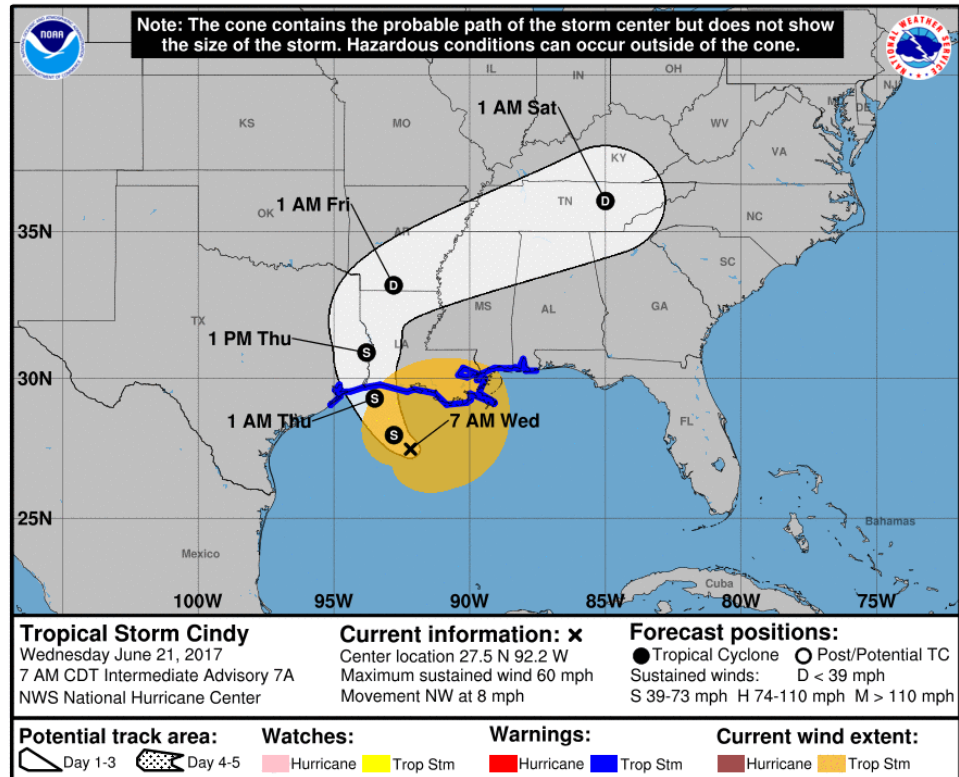 Note: The cone contains the probable path of the storm center but does not show
the size of the storm. Hazardous conditions can occur outside of the cone.
NOAA
NATIONAL WEATHER SERVICE
IL
IN
OH
NJ
MD
DE
1 AM Sat
KS
MO
WV
KY
VA
1 AM Fri
OK
TN
NC
35N
AR
SC
TX
MS
AL
GA
1 PM Thu
LA
30N
1 AM Thu
7 AM Wed
FL
25N
Bahamas
Mexico
Cuba
100W
95W
90W
85W
80W
75W
D
D
S
S
S
Tropical Storm Cindy
Wednesday June 21, 2017
7 AM CDT Intermediate Advisory 7A
NWS National Hurricane Center
Current information: x
Center location 27.5 N 92.2 W
Maximum sustained wind 60 mph
Movement NW at 8 mph
Forecast positions:
Tropical Cyclone Post/Potential TC
Sustained winds: D < 39 mph
S 39-73 mph H 74-110 mph M > 110 mph
Potential track area:
Day 1-3 Day 4-5
Watches:
Hurricane Trop Stm
Warnings:
Hurricane Trop Stm
Current wind extent:
Hurricane Trop Stm